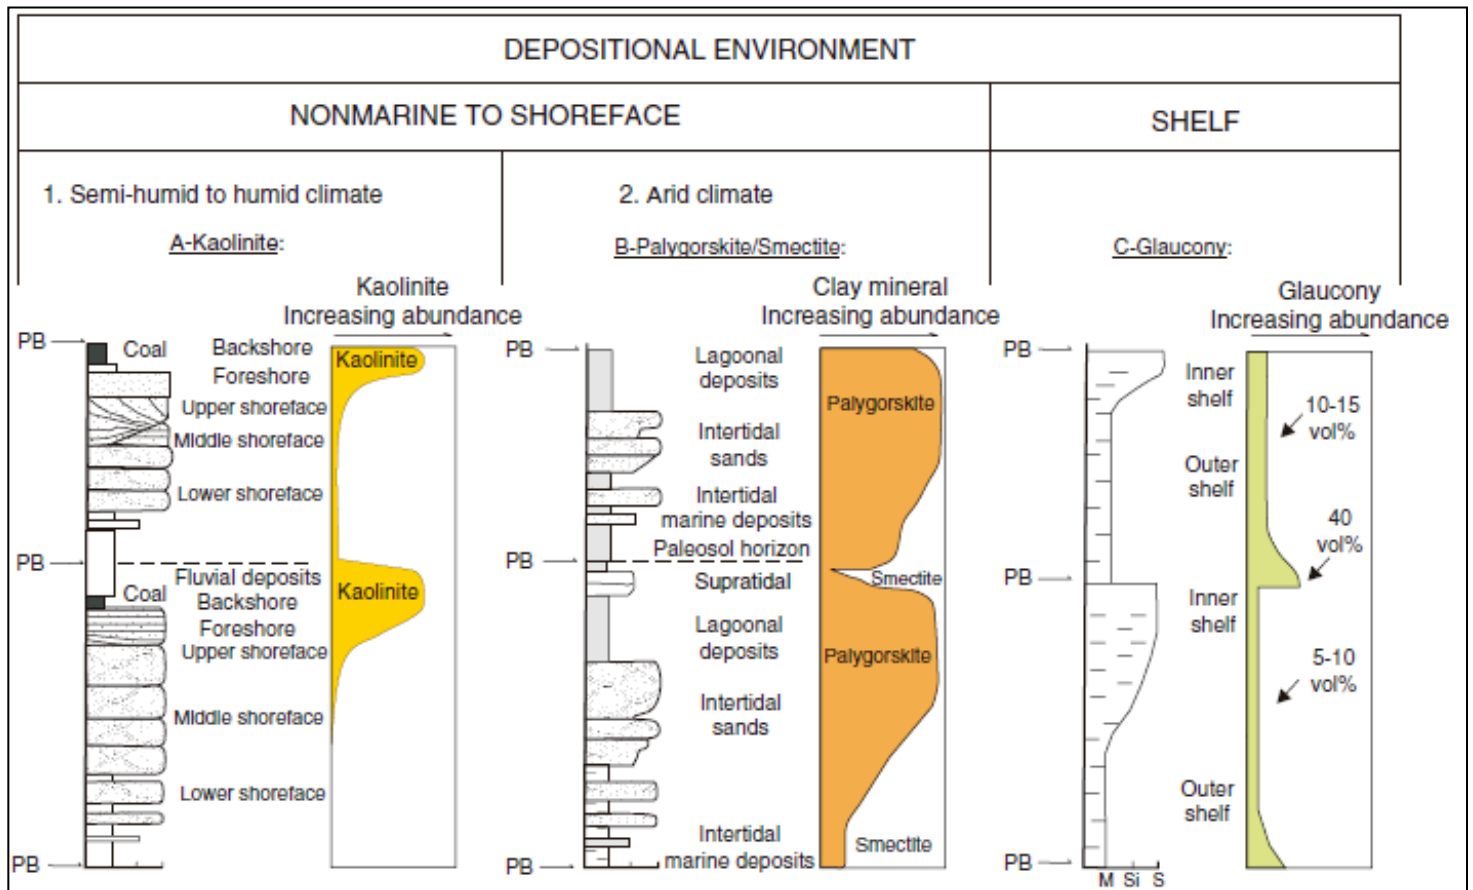 DEPOSITIONAL ENVIRONMENT
NONMARINE TO SHOREFACE
SHELF
1. Semi-humid to humid climate
2. Arid climate
A-Kaolinite:
B-Palygorskite/Smectite:
C-Glaucony:
Kaolinite
Increasing abundance
PB
Coal
Backshore
Foreshore
Upper shoreface
Middle shoreface
Lower shoreface
PB
Fluvial deposits
Coal
Backshore
Foreshore
Upper shoreface
Middle shoreface
Lower shoreface
PB
Kaolinite
Kaolinite
Clay mineral
Increasing abundance
PB
Lagoonal
deposits
Intertidal
sands
Intertidal
marine deposits
Paleosol horizon
PB
Supratidal
Lagoonal
deposits
Intertidal
sands
Intertidal
marine deposits
PB
Palygorskite
Smectite
Palygorskite
Smectite
Glaucony
Increasing abundance
PB
Inner
shelf
Outer
shelf
PB
Inner
shelf
Outer
shelf
PB
M Si S
10-15
vol%
40
vol%
5-10
vol%